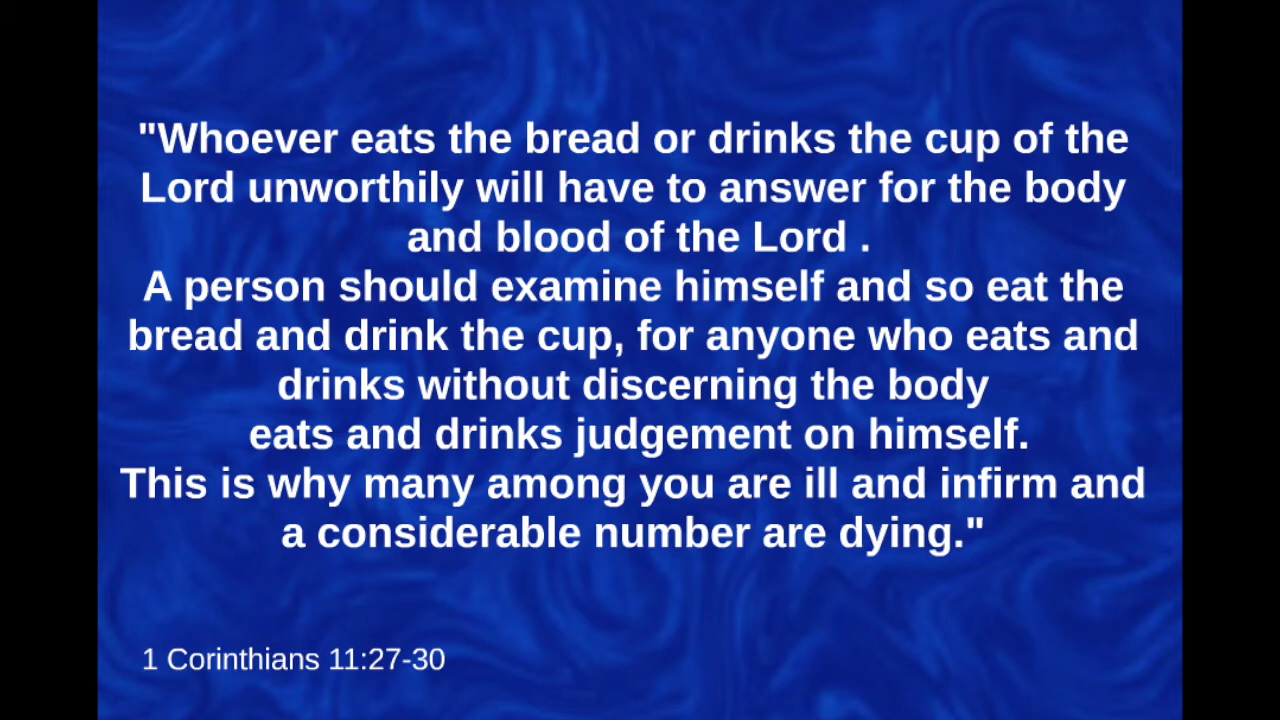 "Whoever eats the bread or drinks the cup of the
Lord unworthily will have to answer for the body
and blood of the Lord .
A person should examine himself and so eat the
bread and drink the cup, for anyone who eats and
drinks without discerning the body
eats and drinks judgement on himself.
This is why many among you are ill and infirm and
a considerable number are dying."
1 Corinthians 11:27-30